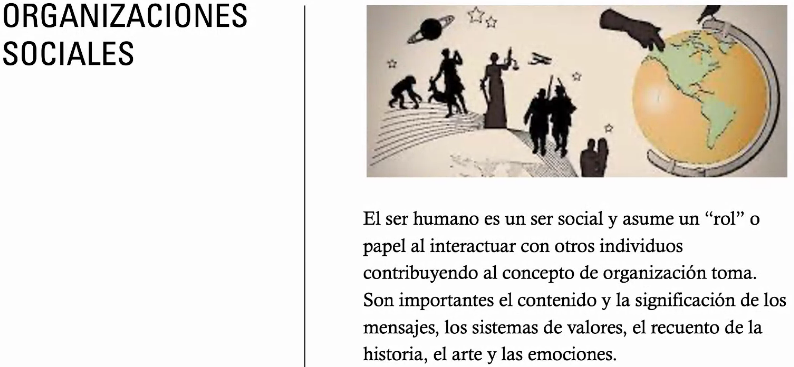 ORGANIZACIONES
SOCIALES
El ser humano es un ser social y asume un “rol” o
papel al interactuar con otros individuos
contribuyendo al concepto de organización toma.
Son importantes el contenido y la significación de los
mensajes, los sistemas de valores, el recuento de la
historia, el arte y las emociones.